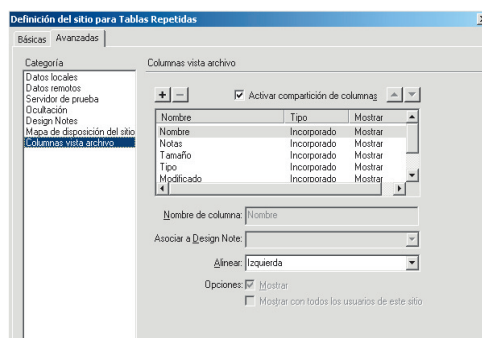 Definición del sitio para Tablas Repetidas
Básicas Avanzadas
Categoría
Datos locales
Datos remotos
Servidor de prueba
Ocultación
Design Notes
Mapa de disposición del sitio
Columnas vista archivo
Columnas vista archivo
Activar compartición de columnas
Nombre Tipo Mostrar
Nombre Incorporado Mostrar
Notas Incorporado Mostrar
Tamaño Incorporado Mostrar
Tipo Incorporado Mostrar
Modificado Incorporado Mostrar
Nombre de columna: Nombre
Asociar a Design Note:
Alinear: Izquierda
Opciones: Mostrar
Mostrar con todos los usuarios de este sitio